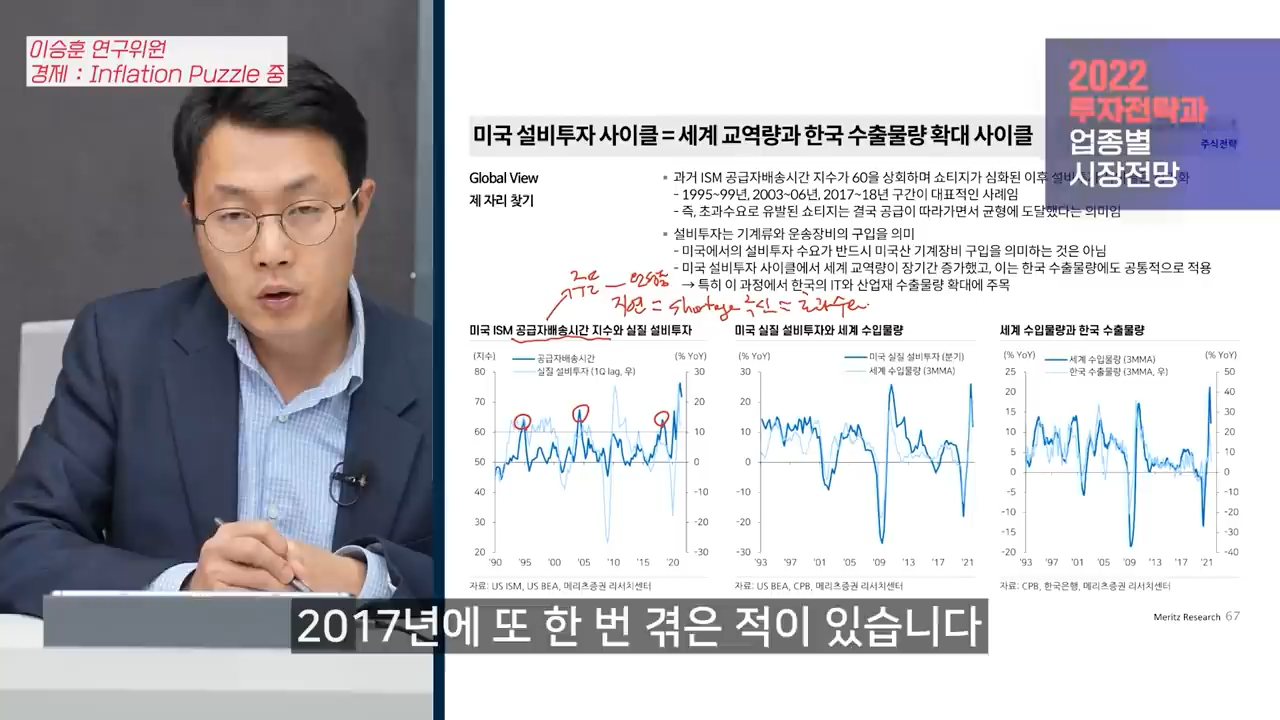 이승훈 연구위원
경제 : Inflation Puzzle 중
2022
투자전략과
업종별
시장전망
주식전략
미국 설비투자 사이클 = 세계 교역량과 한국 수출물량 확대 사이클
Global View
제 자리 찾기
▪ 과거 ISM 공급자배송시간 지수가 60을 상회하며 쇼티지가 심화된 이후 설비투
- 1995~99년, 2003~06년, 2017~18년 구간이 대표적인 사례임
- 즉, 초과수요로 유발된 쇼티지는 결국 공급이 따라가면서 균형에 도달했다는 의미임
▪ 설비투자는 기계류와 운송장비의 구입을 의미
- 미국에서의 설비투자 수요가 반드시 미국산 기계장비 구입을 의미하는 것은 아님
- 미국 설비투자 사이클에서 세계 교역량이 장기간 증가했고, 이는 한국 수출물량에도 공통적으로 적용
→ 특히 이 과정에서 한국의 IT와 산업재 수출물량 확대에 주목
주문
지연 = shortage = 초과수요
미국 ISM 공급자배송시간 지수와 실질 설비투자
(지수) (% YoY)
공급자배송시간
실질 설비투자 (1Q lag, 우)
80 70 60 50 40 30 20
30 20 10 0 -10 -20 -30
'90 '95 '00 '05 '10 '15 '20
자료: US ISM, US BEA, 메리츠증권 리서치센터
미국 실질 설비투자와 세계 수입물량
(% YoY)
미국 실질 설비투자 (분기)
세계 수입물량 (3MMA)
30 20 10 0 -10 -20 -30
'93 '97 '01 '05 '09 '13 '17 '21
자료: US BEA, CPB, 메리츠증권 리서치센터
세계 수입물량과 한국 수출물량
(% YoY) (% YoY)
세계 수입물량 (3MMA)
한국 수출물량 (3MMA, 우)
25 20 15 10 5 0 -5 -10 -15 -20
50 40 30 20 10 0 -10 -20 -30 -40
'93 '97 '01 '05 '09 '13 '17 '21
자료: CPB, 한국은행, 메리츠증권 리서치센터
2017년에 또 한 번 겪은 적이 있습니다
Meritz Research 67